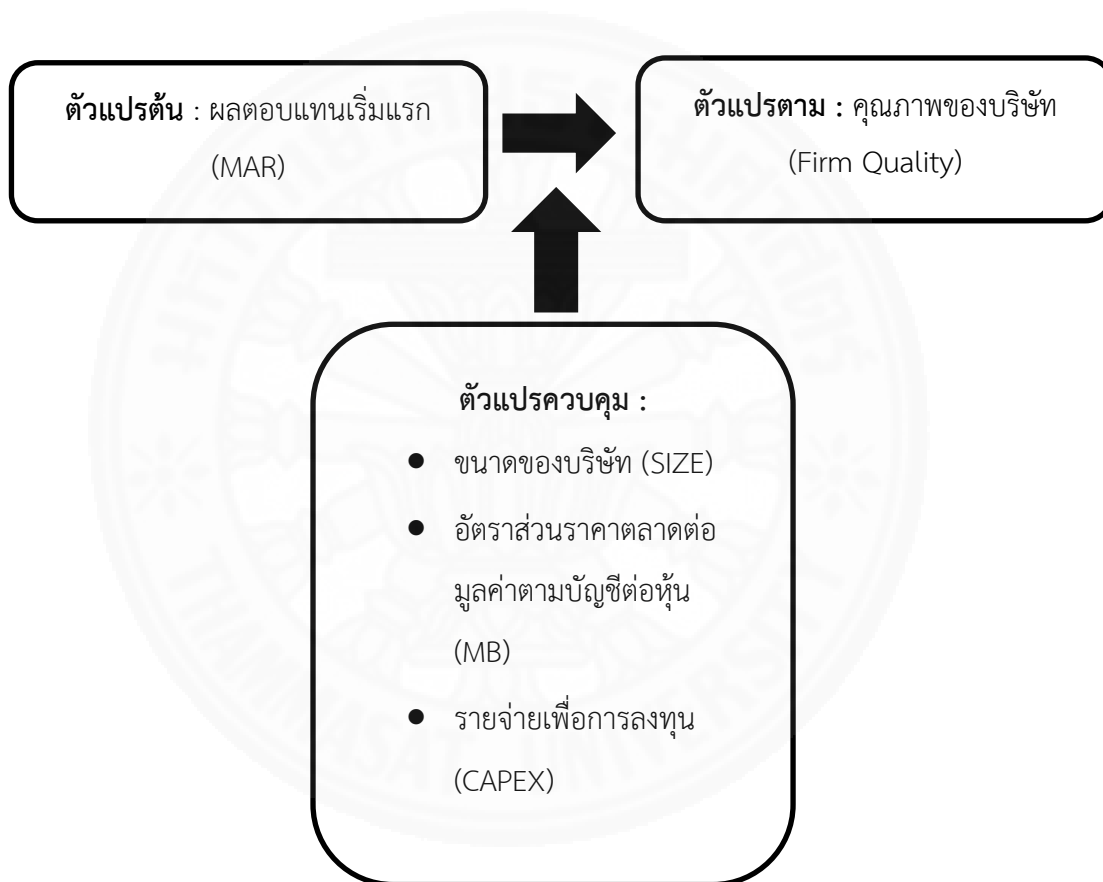 ตัวแปรต้น : ผลตอบแทนเริ่มแรก
(MAR)
ตัวแปรตาม : คุณภาพของบริษัท
(Firm Quality)
ตัวแปรควบคุม :
● ขนาดของบริษัท (SIZE)
● อัตราส่วนราคาตลาดต่อ
มูลค่าตามบัญชีต่อหุ้น
(MB)
● รายจ่ายเพื่อการลงทุน
(CAPEX)